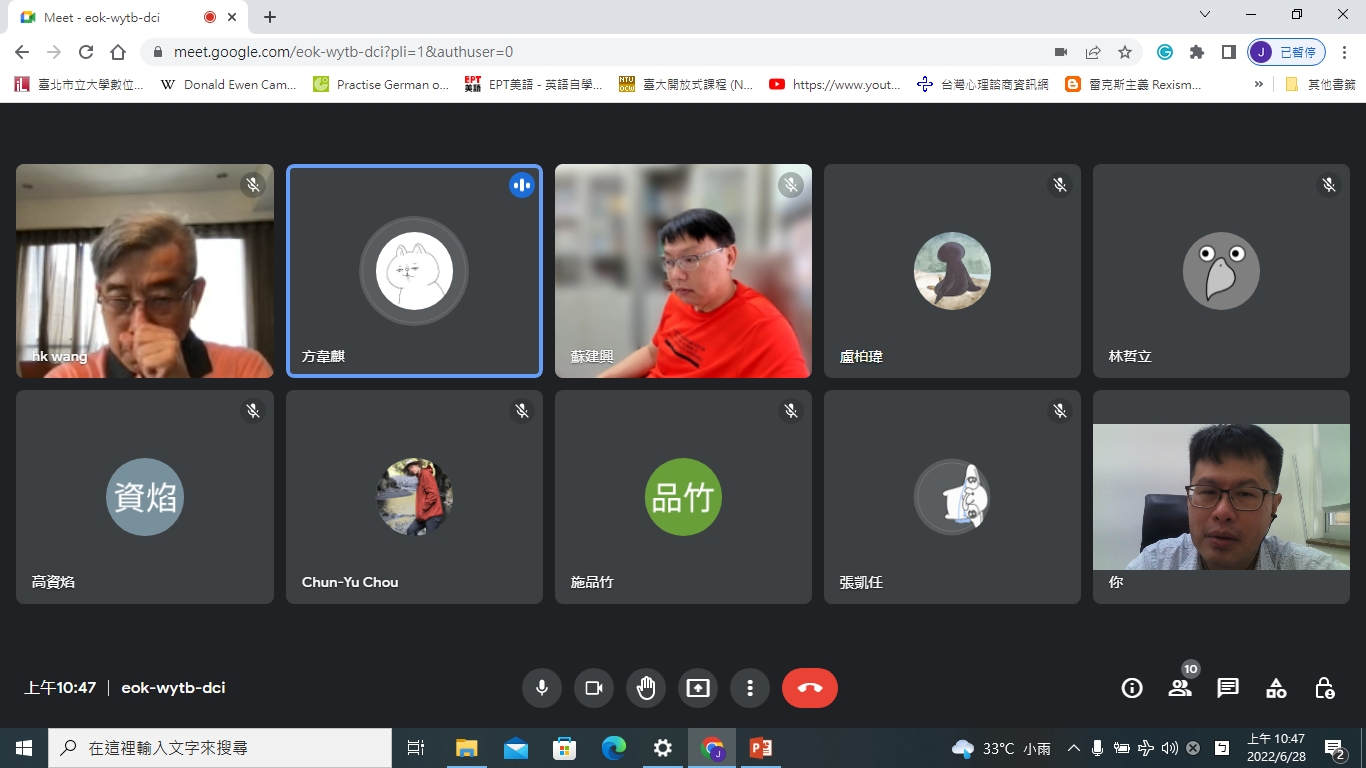 Meet - eok-wytb-dci
meet.google.com/eok-wytb-dci?pli=1&authuser=0
J 已暫停
臺北市立大學數位...
W Donald Ewen Cam...
Practise German o...
EPT 美語 EPT美語 - 英語自學...
NTU OCW 臺大開放式課程 (N...
https://www.yout...
台灣心理諮商資訊網
雷克斯主義 Rexism...
»
其他書籤
hk wang
方韋麒
蘇建興
盧柏瑋
林哲立
資焰
品竹
高資焰
Chun-Yu Chou
施品竹
張凱任
你
上午10:47 | eok-wytb-dci
10
在這裡輸入文字來搜尋
33°C 小雨
上午 10:47
2022/6/28
2